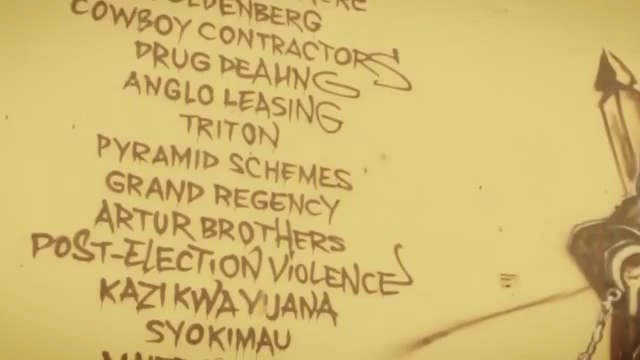 GOLDENBERG
COWBOY CONTRACTORS
DRUG DEALING
ANGLO LEASING
TRITON
PYRAMID SCHEMES
GRAND REGENCY
ARTUR BROTHERS
POST-ELECTION VIOLENCE
KAZI KWA VIJANA
SYOKIMAU